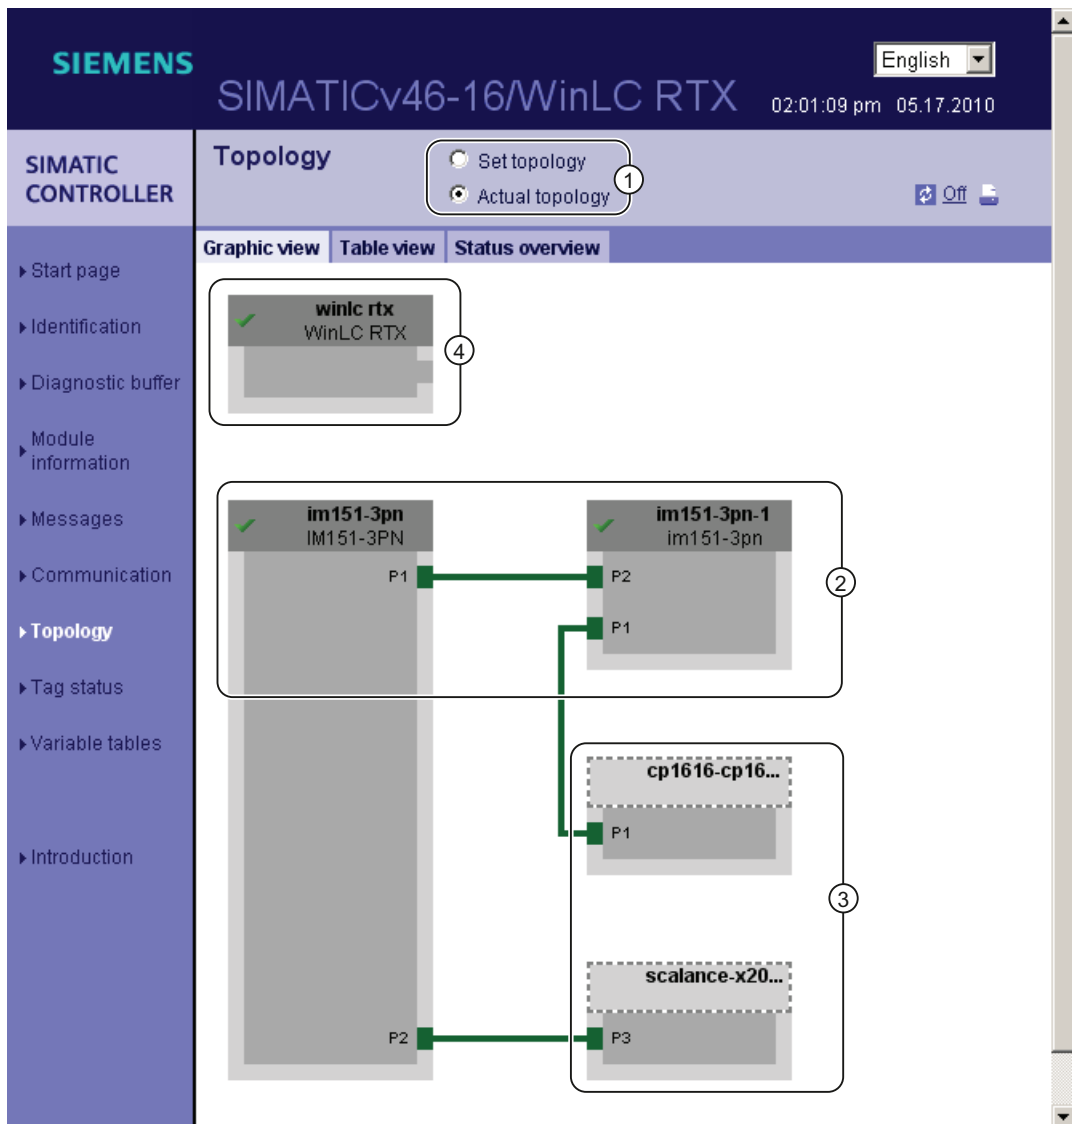 SIEMENS
English
SIMATICv46-16/WinLC RTX
02:01:09 pm 05.17.2010
SIMATIC
CONTROLLER
Topology
Set topology
Actual topology
1
Off
Graphic view
Table view
Status overview
Start page
Identification
Diagnostic buffer
Module
information
Messages
Communication
Topology
Tag status
Variable tables
Introduction
winlc rtx
WinLC RTX
4
im151-3pn
IM151-3PN
P1
im151-3pn-1
im151-3pn
P2
P1
2
cp1616-cp16...
P1
3
scalance-x20...
P2
P3